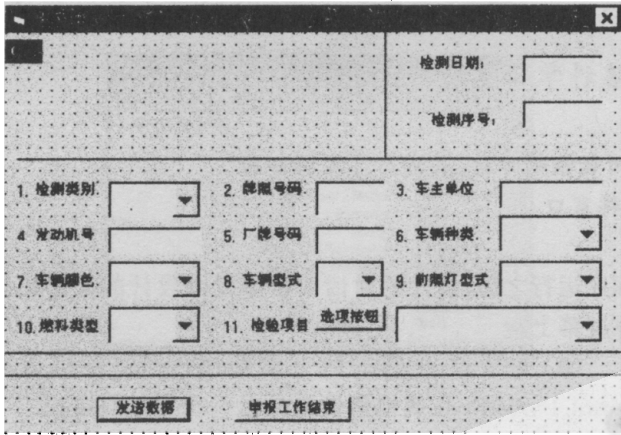 检测日期:
检测序号:
1. 检测类别 2. 牌照号码 3. 车主单位
4 发动机号 5. 厂牌号码 6. 车辆种类
7. 车辆颜色 8. 车辆型式 9. 前照灯型式
10. 燃料类型 11. 检验项目 选项按钮
发送数据 申报工作结束